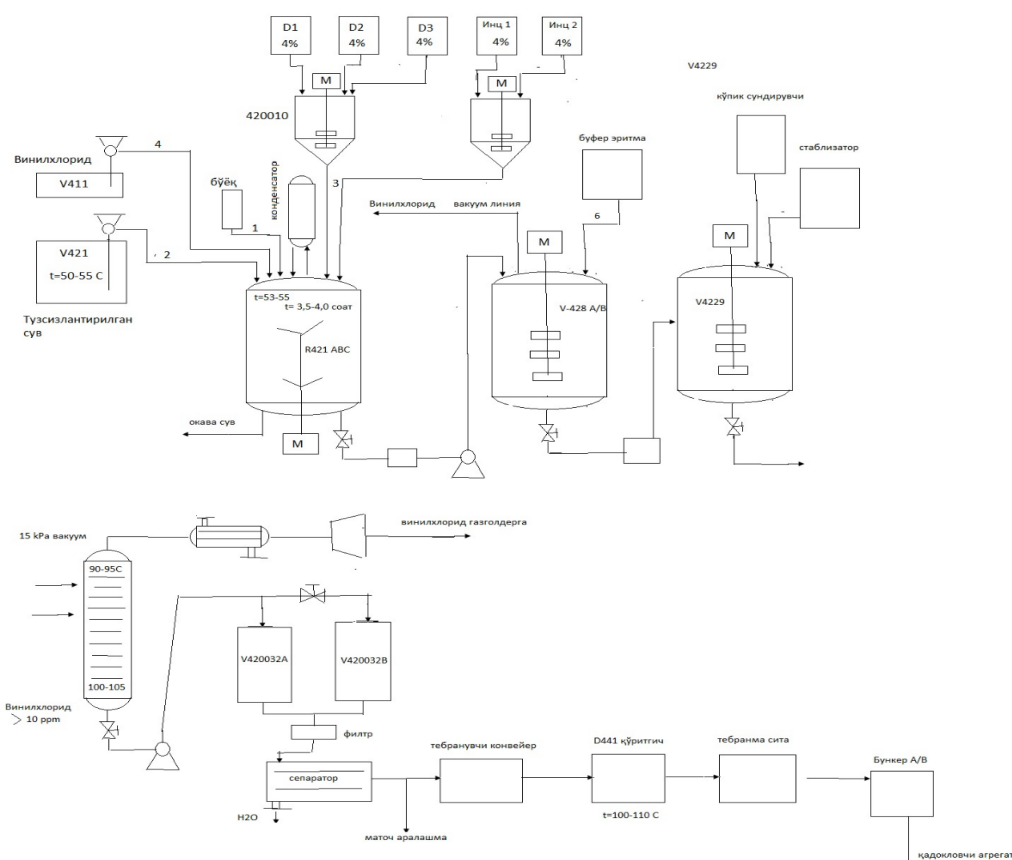 D1
4%
D2
4%
D3
4%
Инц 1
4%
Инц 2
4%
V4229
М
М
420010
кўпик сундирувчи
буфер эритма
стаблизатор
4
Винилхлорид
V411
бўёқ
конденсатор
3
Винилхлорид вакуум линия
6
1
2
V421
t=50-55 C
М
М
t=53-55
t= 3,5-4,0 соат
V-428 A/B
V4229
Тузсизлантирилган
сув
R421 ABC
окава сув
М
15 kPa вакуум
винилхлорид газголдерга
90-95C
V420032A
V420032B
100-105
Винилхлорид
> 10 ppm
филтр
тебранувчи конвейер
D441 қўритгич
тебранма сита
Бункер А/В
сепаратор
H2O
t=100-110 C
маточ аралашма
қадокловчи агрегат